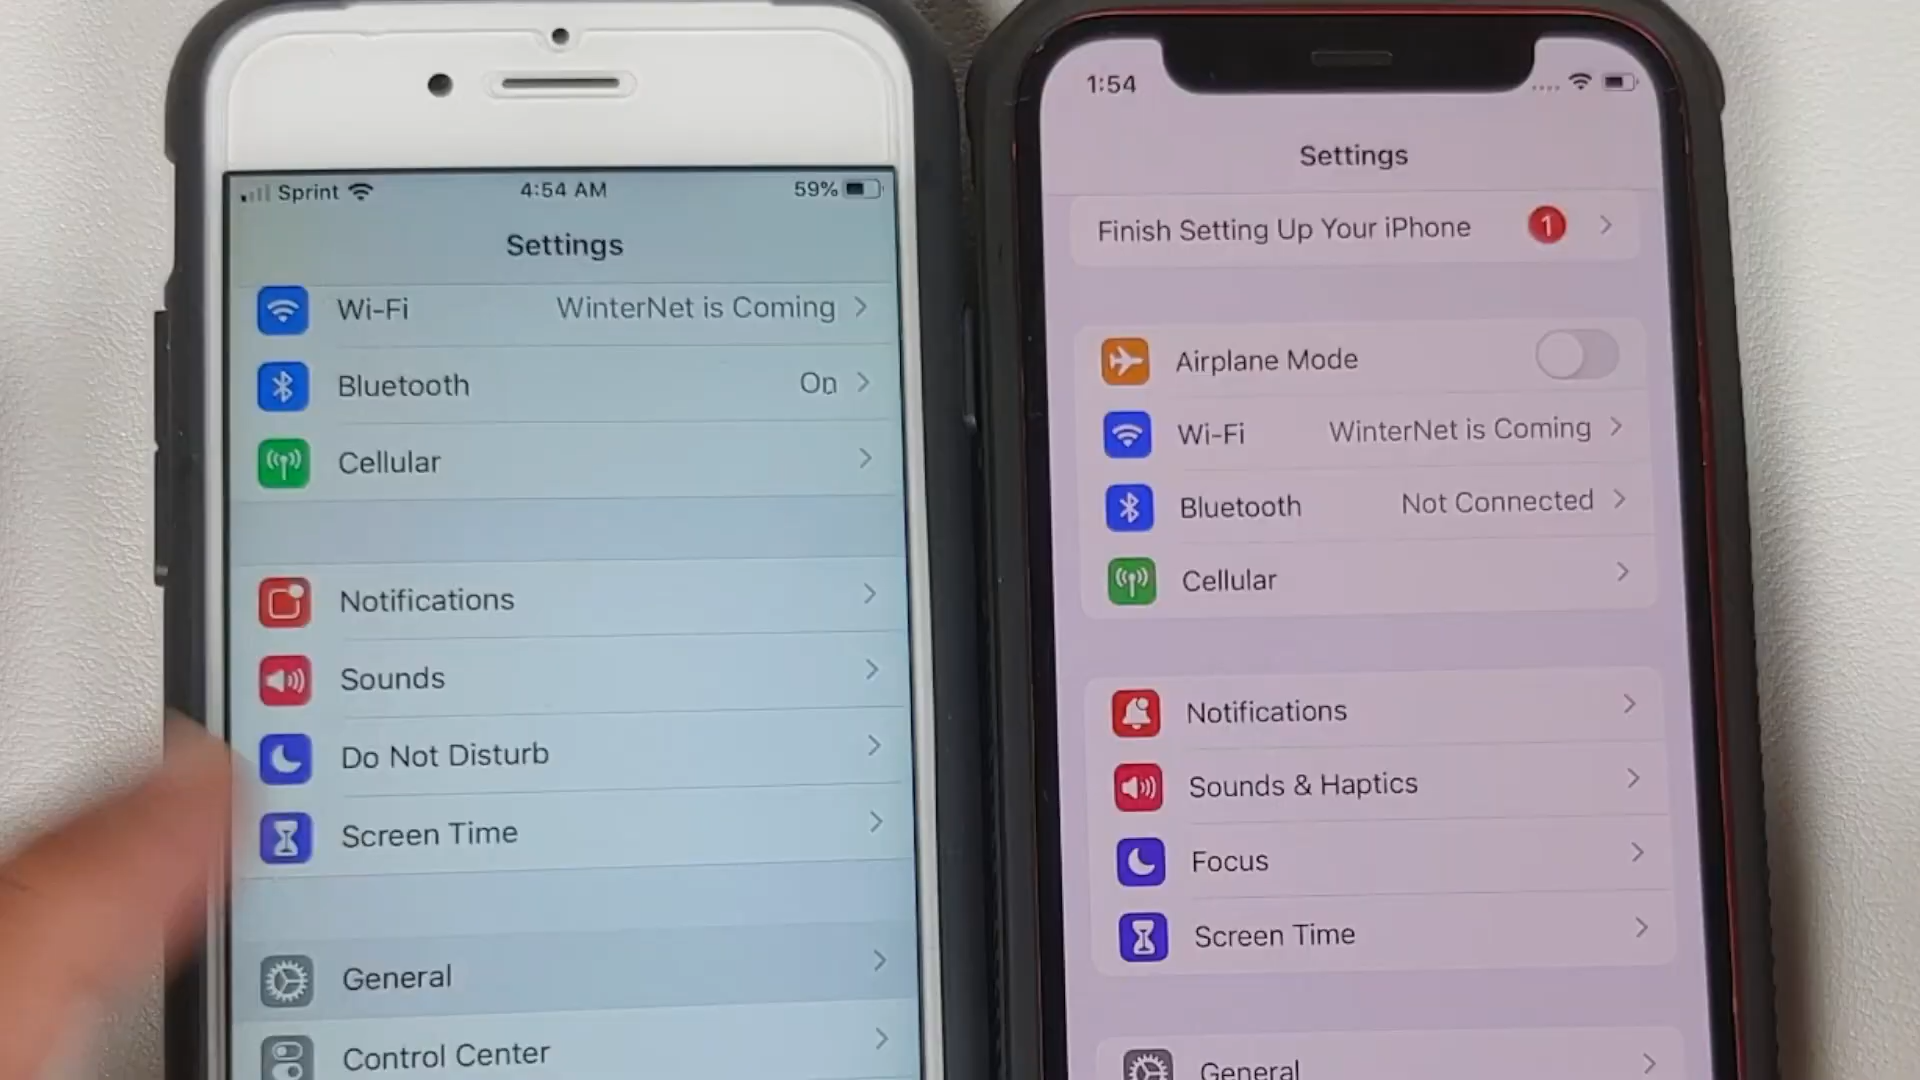 Sprint 4:54 AM 59%
Settings
Wi-Fi WinterNet is Coming
Bluetooth On
Cellular
Notifications
Sounds
Do Not Disturb
Screen Time
General
Control Center
1:54
Settings
Finish Setting Up Your iPhone 1
Airplane Mode
Wi-Fi WinterNet is Coming
Bluetooth Not Connected
Cellular
Notifications
Sounds & Haptics
Focus
Screen Time
General